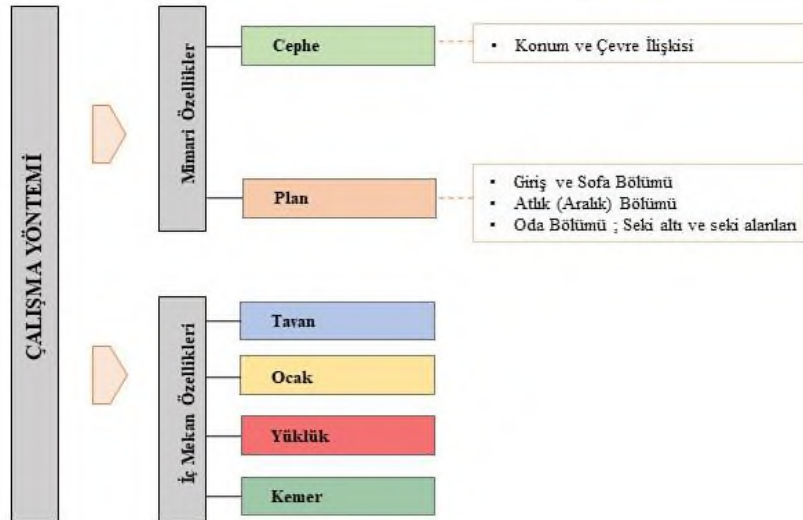 ÇALIŞMA YÖNTEMİ
Mimari Özellikler
Cephe
▪ Konum ve Çevre İlişkisi
Plan
▪ Giriş ve Sofa Bölümü
▪ Atlık (Aralık) Bölümü
▪ Oda Bölümü ; Seki altı ve seki alanları
İç Mekan Özellikleri
Tavan
Ocak
Yüklük
Kemer